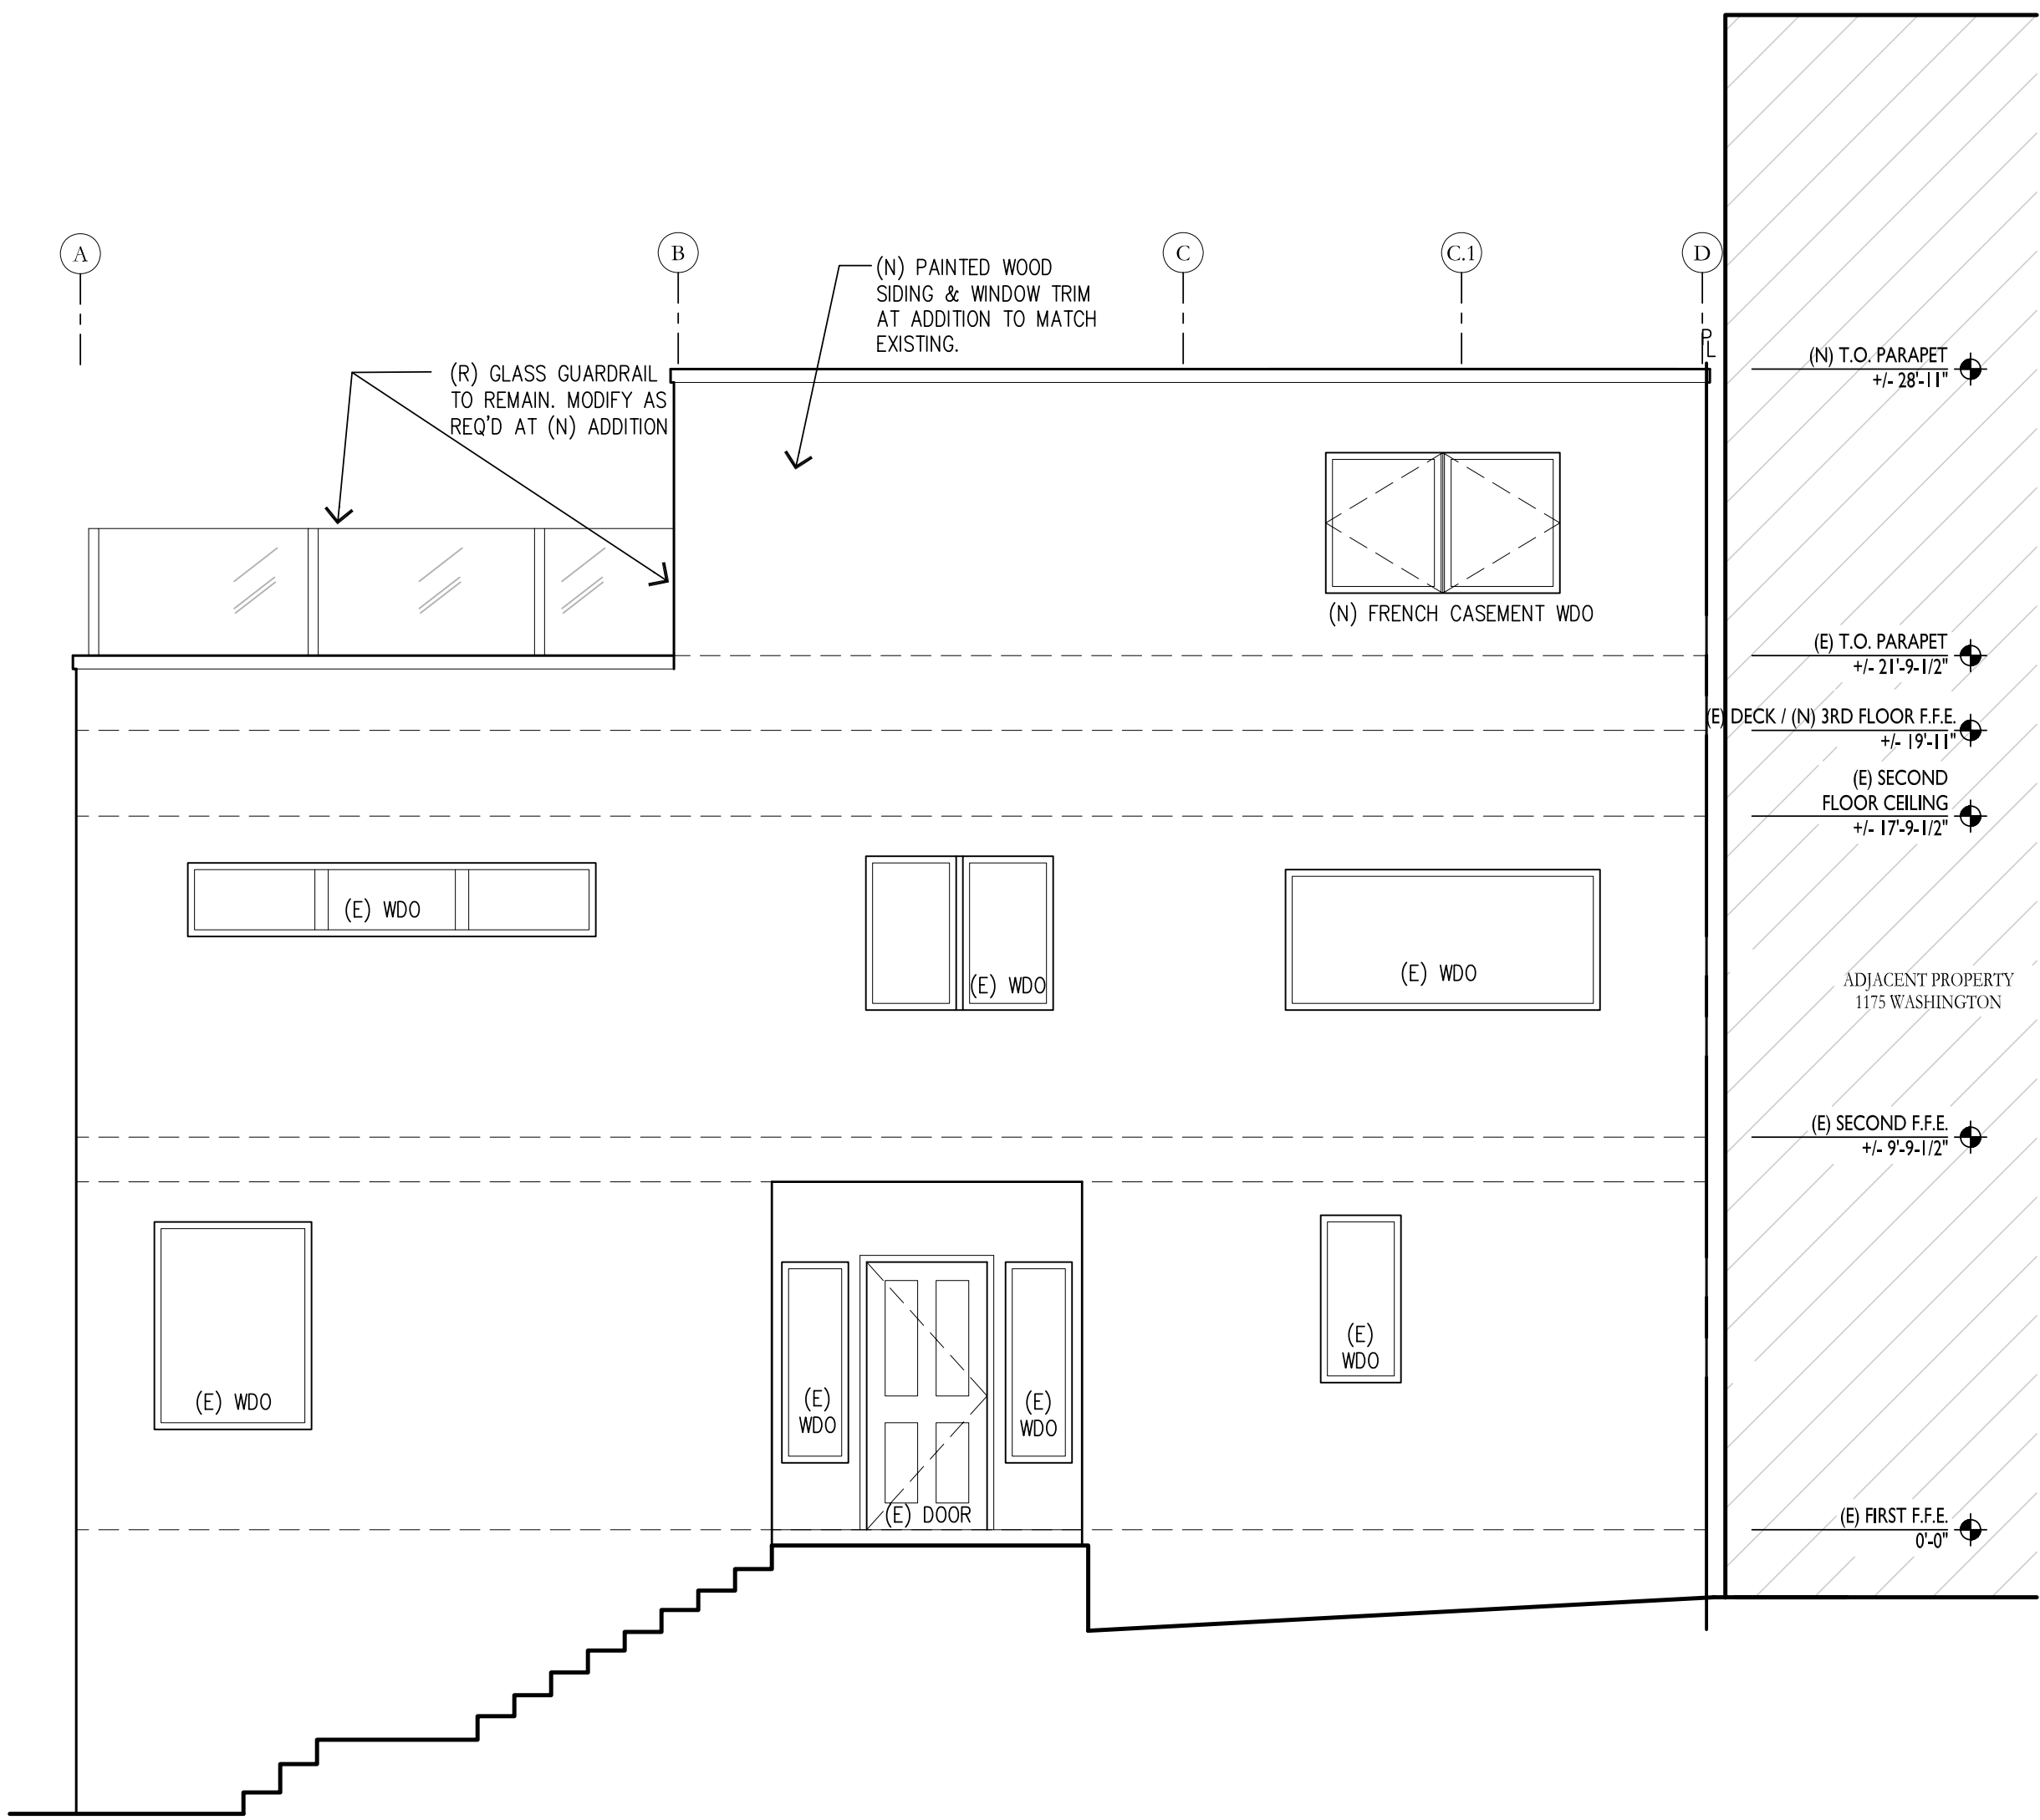 A
B
C
C.1
D
(N) PAINTED WOOD
SIDING & WINDOW TRIM
AT ADDITION TO MATCH
EXISTING.
PL
(N) T.O. PARAPET
+/- 28'-11"
(R) GLASS GUARDRAIL
TO REMAIN. MODIFY AS
REQ'D AT (N) ADDITION
(N) FRENCH CASEMENT WDO
(E) T.O. PARAPET
+/- 21'-9-1/2"
(E) DECK / (N) 3RD FLOOR F.F.E.
+/- 19'-11"
(E) SECOND
FLOOR CEILING
+/- 17'-9-1/2"
(E) WDO
(E) WDO
(E) WDO
ADJACENT PROPERTY
1175 WASHINGTON
(E) SECOND F.F.E.
+/- 9'-9-1/2"
(E) WDO
(E)
WDO
(E)
WDO
(E)
WDO
(E) DOOR
(E) FIRST F.F.E.
0'-0"